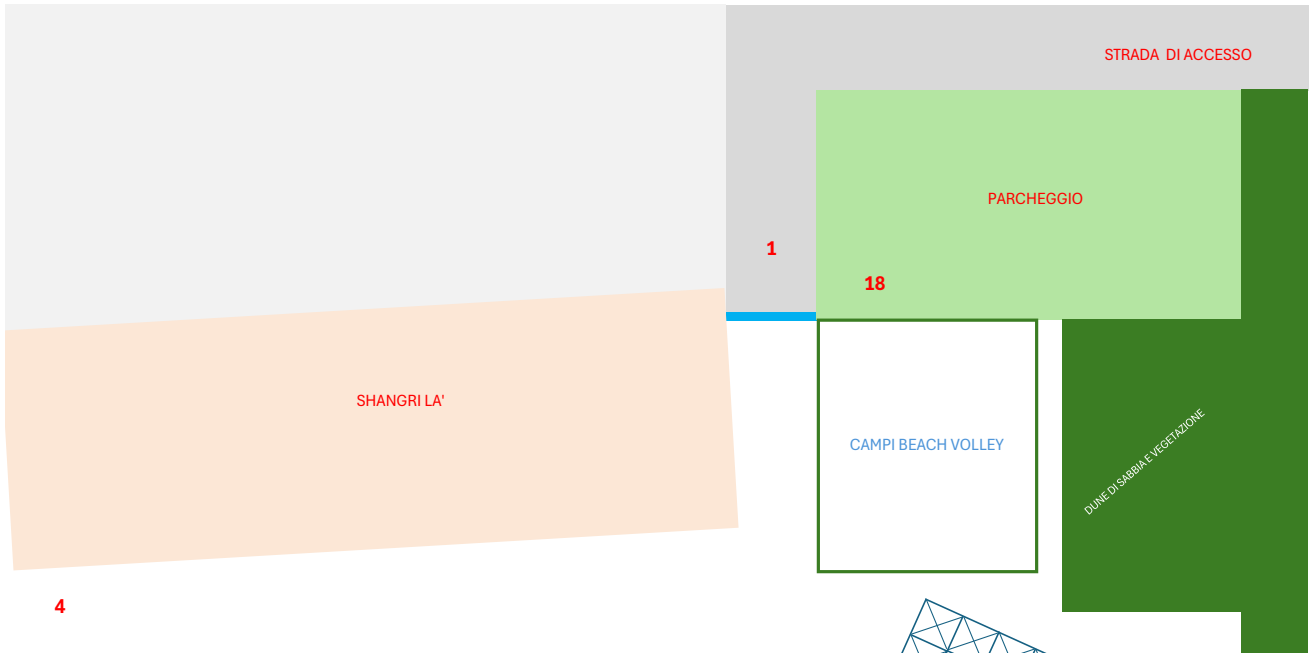 STRADA DI ACCESSO
PARCHEGGIO
1
18
SHANGRI LA'
CAMPI BEACH VOLLEY
DUNE DI SABBIA E VEGETAZIONE
4